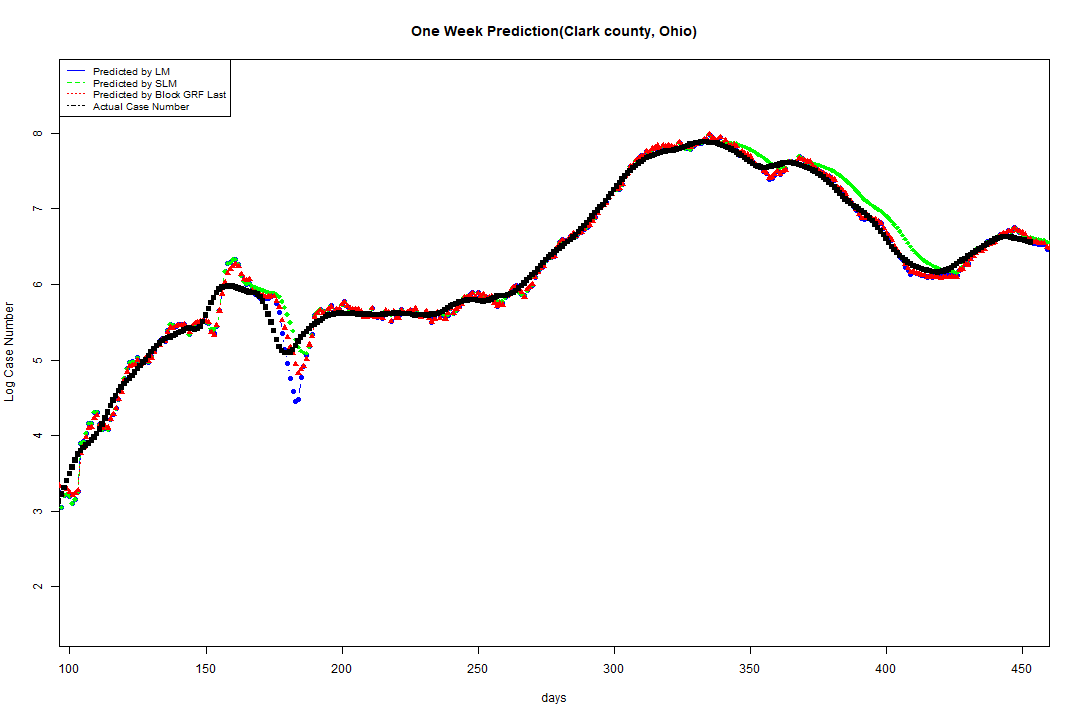 One Week Prediction(Clark county, Ohio)
Predicted by LM
Predicted by SLM
Predicted by Block GRF Last
Actual Case Number
Log Case Number
8
7
6
5
4
3
2
100 150 200 250 300 350 400 450
days